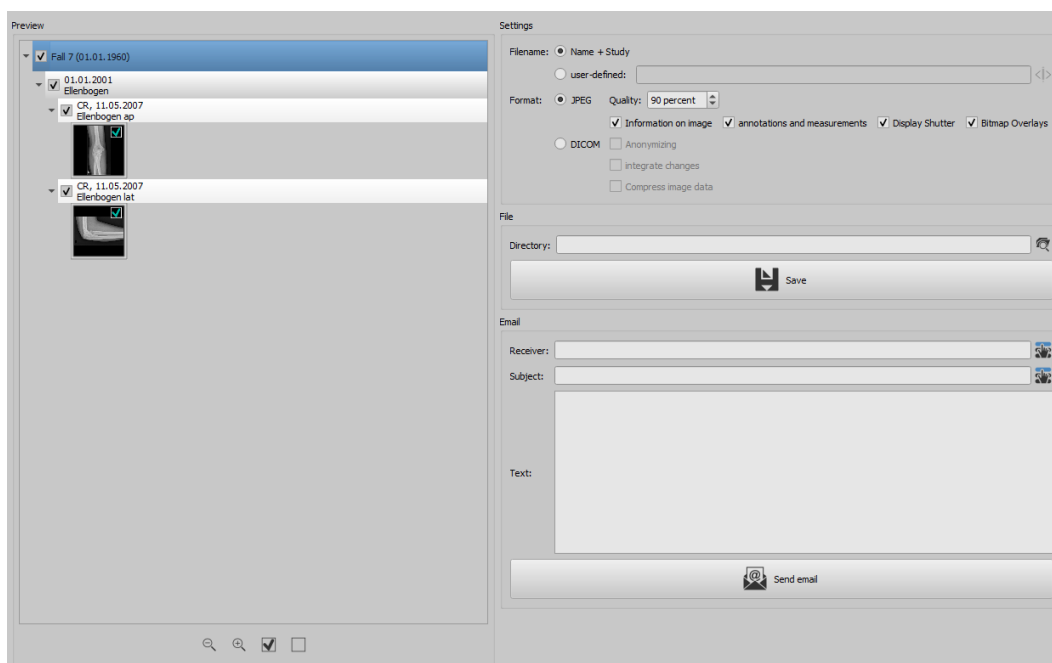 Preview
Fall 7 (01.01.1960)
01.01.2001
Ellenbogen
CR, 11.05.2007
Ellenbogen ap
CR, 11.05.2007
Ellenbogen lat
Settings
Filename: Name + Study
user-defined:
Format: JPEG Quality: 90 percent
Information on image annotations and measurements Display Shutter Bitmap Overlays
DICOM Anonymizing
integrate changes
Compress image data
File
Directory:
Save
Email
Receiver:
Subject:
Text:
Send email